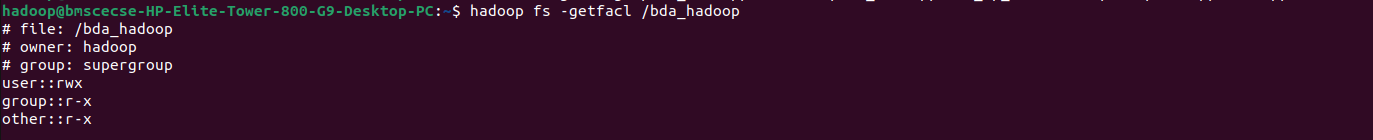 hadoop@bmscecse-HP-Elite-Tower-800-G9-Desktop-PC:~$ hadoop fs -getfacl /bda_hadoop
# file: /bda_hadoop
# owner: hadoop
# group: supergroup
user::rwx
group::r-x
other::r-x